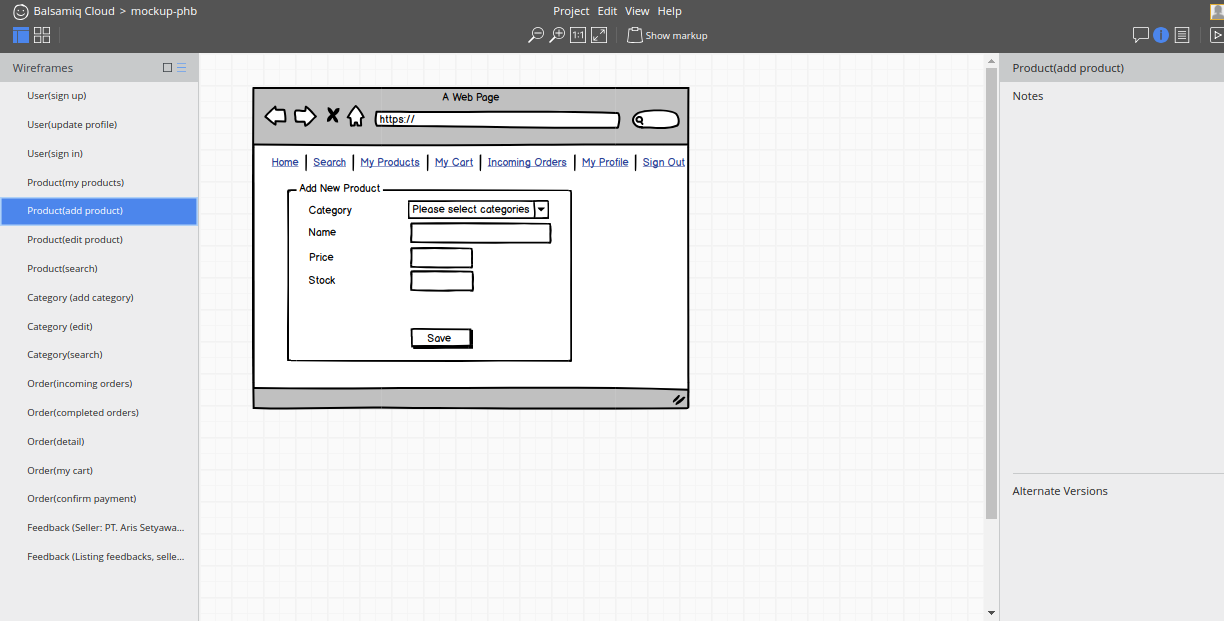 Balsamiq Cloud > mockup-phb
Project Edit View Help
1:1 Show markup
Wireframes
User(sign up)
User(update profile)
User(sign in)
Product(my products)
Product(add product)
Product(edit product)
Product(search)
Category (add category)
Category (edit)
Category(search)
Order(incoming orders)
Order(completed orders)
Order(detail)
Order(my cart)
Order(confirm payment)
Feedback (Seller: PT. Aris Setyawa...
Feedback (Listing feedbacks, selle...
A Web Page
https://
Home | Search | My Products | My Cart | Incoming Orders | My Profile | Sign Out
Add New Product
Category Please select categories
Name
Price
Stock
Save
Product(add product)
Notes
Alternate Versions